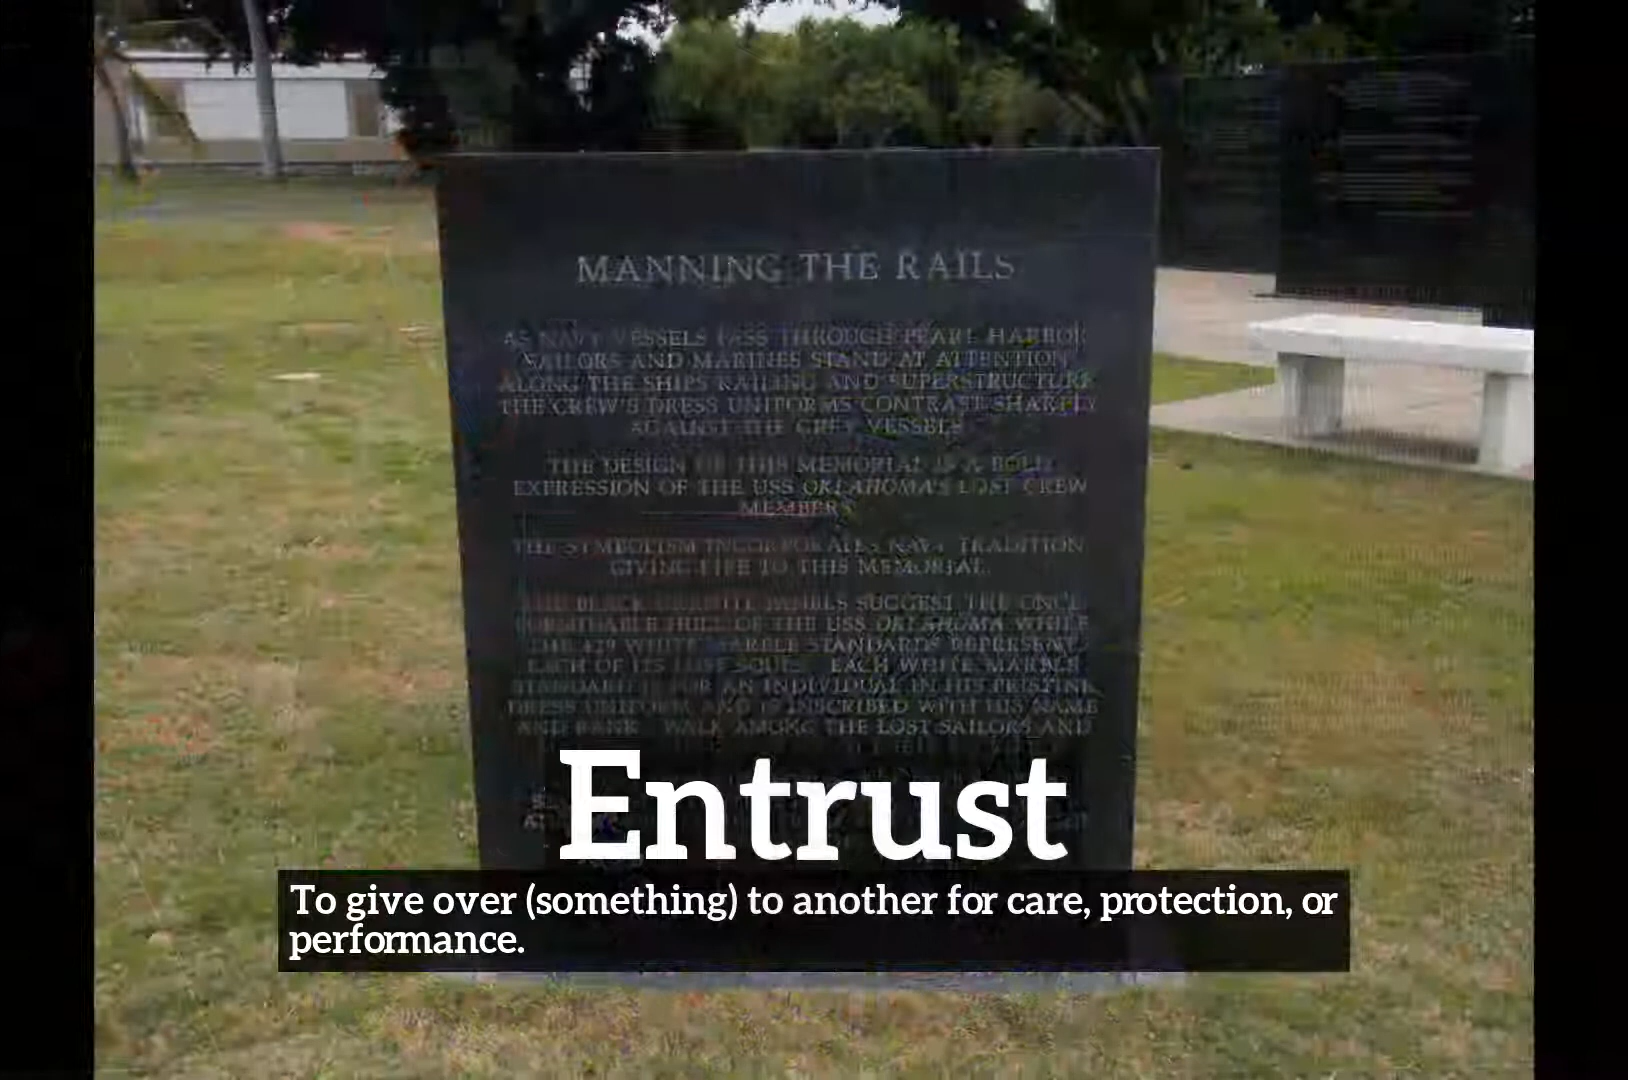 MANNING THE RAILS
AS NAVY VESSELS PASS THROUGH PEARL HARBOR
SAILORS AND MARINES STAND AT ATTENTION
ALONG THE SHIPS RAILING AND SUPERSTRUCTURE
THE CREW'S DRESS UNIFORMS CONTRAST SHARPLY
AGAINST THE GREY VESSELS
THE DESIGN OF THIS MEMORIAL IS A BOLD
EXPRESSION OF THE USS OKLAHOMA'S LOST CREW
MEMBERS
THE SYMBOLISM INCORPORATES NAVY TRADITION
GIVING LIFE TO THIS MEMORIAL
THE BLACK GRANITE PANELS SUGGEST THE ONCE
FORMIDABLE HULL OF THE USS OKLAHOMA WHILE
THE 429 WHITE MARBLE STANDARDS REPRESENT
EACH OF ITS LOST SOULS EACH WHITE MARBLE
STANDARD IS FOR AN INDIVIDUAL IN HIS PRISTINE
DRESS UNIFORM AND IS INSCRIBED WITH HIS NAME
AND RANK WALK AMONG THE LOST SAILORS AND
Entrust
To give over (something) to another for care, protection, or
performance.